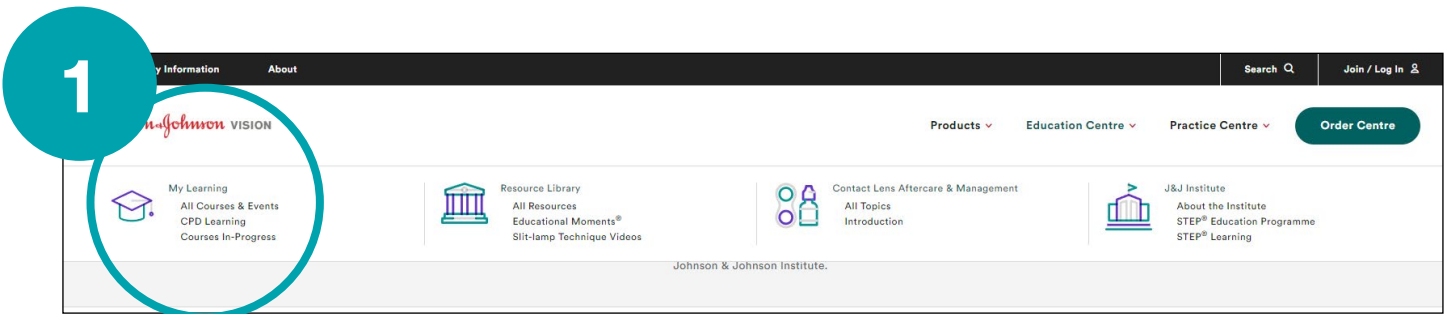 1
y Information About Search Join / Log In
Johnson VISION Products Education Centre Practice Centre Order Centre
My Learning
All Courses & Events
CPD Learning
Courses In-Progress
Resource Library
All Resources
Educational Moments®
Slit-lamp Technique Videos
Contact Lens Aftercare & Management
All Topics
Introduction
J&J Institute
About the Institute
STEP® Education Programme
STEP® Learning
Johnson & Johnson Institute.